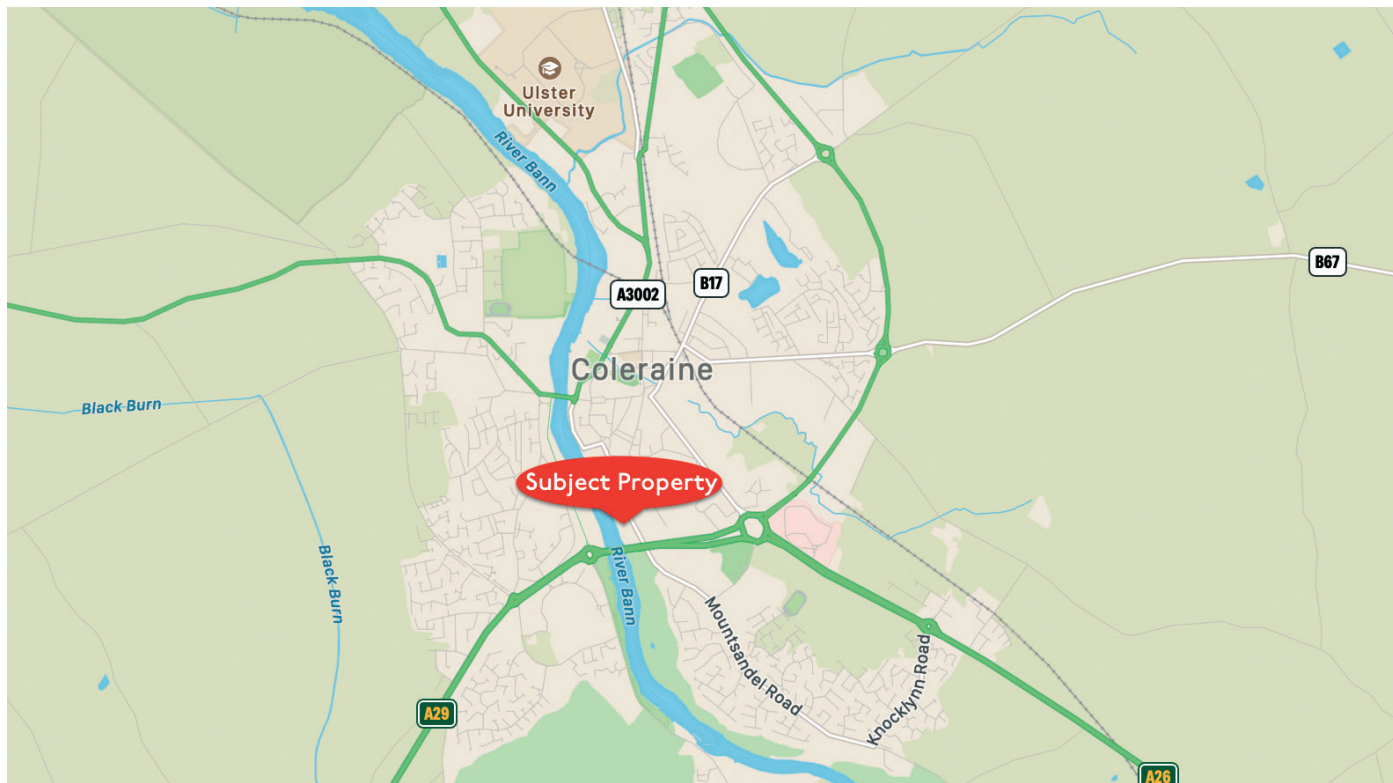 Ulster
University
River Bann
B67
B17
A3002
Coleraine
Black Burn
Subject Property
Black Burn
River Bann
Mountsandel Road
Knocklynn Road
A29
A26